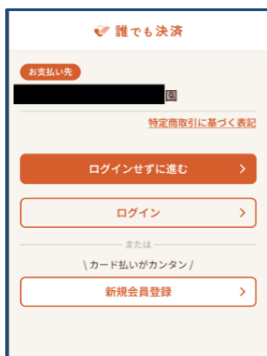 誰でも決済
お支払い先
園
特定商取引に基づく表記
ログインせずに進む
ログイン
または
\ カード払いがカンタン /
新規会員登録